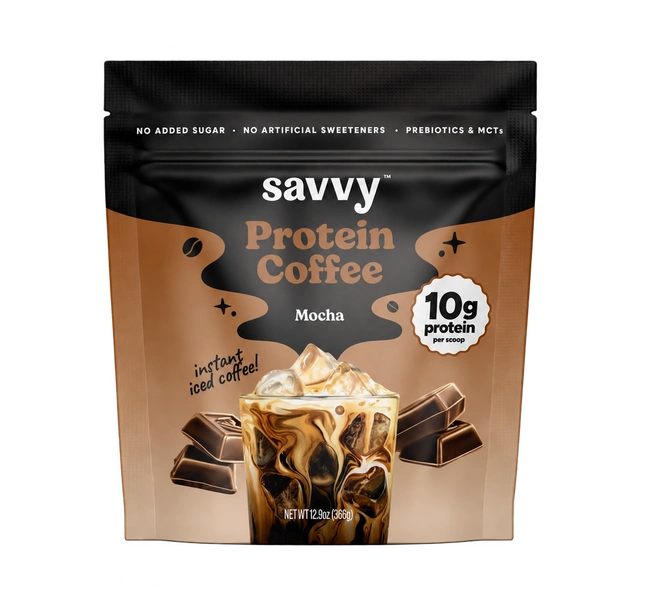 NO ADDED SUGAR • NO ARTIFICIAL SWEETENERS • PREBIOTICS & MCTs
savvy™
Protein
Coffee
Mocha
10g
protein
per scoop
instant
iced coffee!
NET WT 12.9oz (366g)